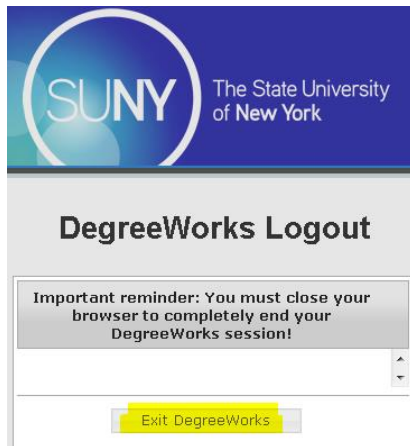 SUNY
The State University
of New York
DegreeWorks Logout
Important reminder: You must close your
browser to completely end your
DegreeWorks session!
Exit DegreeWorks